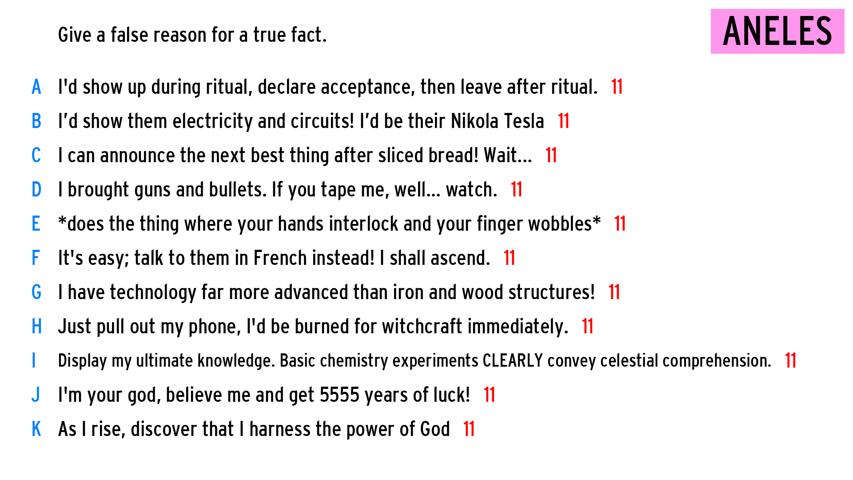 Give a false reason for a true fact.
ANELES
A I'd show up during ritual, declare acceptance, then leave after ritual. 11
B I’d show them electricity and circuits! I’d be their Nikola Tesla 11
C I can announce the next best thing after sliced bread! Wait... 11
D I brought guns and bullets. If you tape me, well... watch. 11
E *does the thing where your hands interlock and your finger wobbles* 11
F It's easy; talk to them in French instead! I shall ascend. 11
G I have technology far more advanced than iron and wood structures! 11
H Just pull out my phone, I'd be burned for witchcraft immediately. 11
I Display my ultimate knowledge. Basic chemistry experiments CLEARLY convey celestial comprehension. 11
J I'm your god, believe me and get 5555 years of luck! 11
K As I rise, discover that I harness the power of God 11